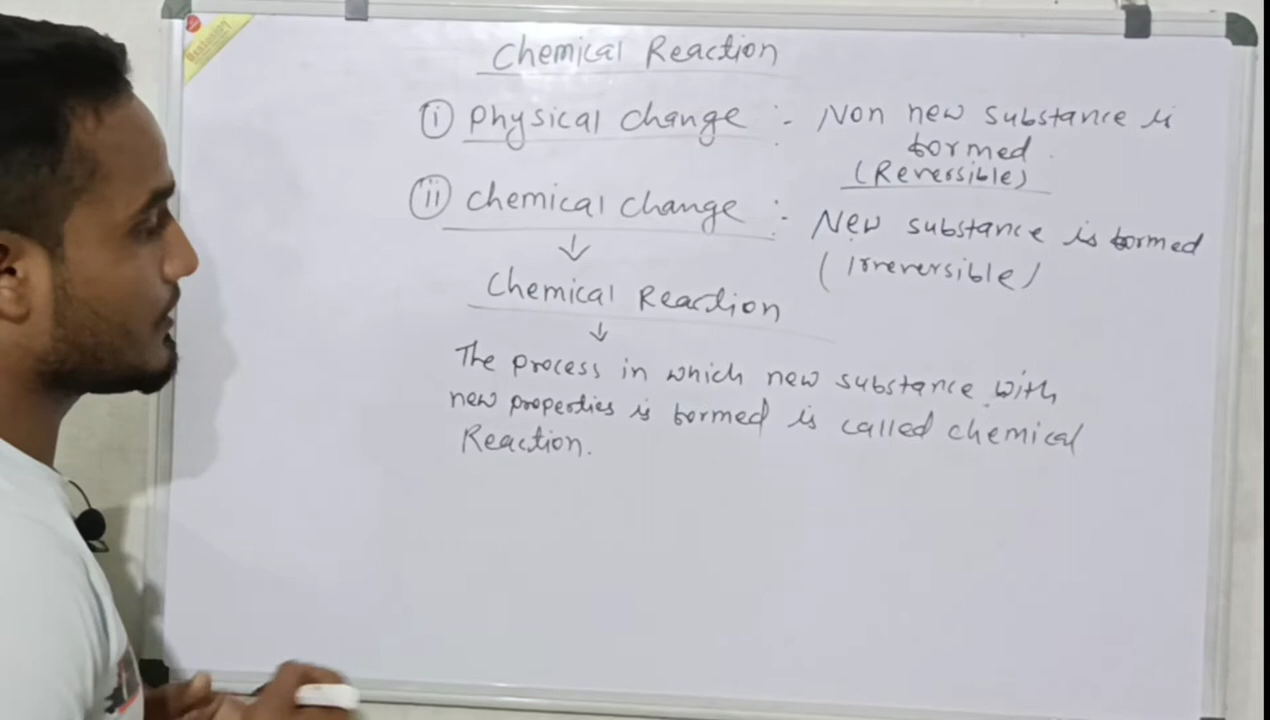 Chemical Reaction
(i) Physical change :- Non new substance is
formed
(Reversible)
(ii) chemical change :- New substance is formed
(Irreversible)
↓
Chemical Reaction
↓
The process in which new substance with
new properties is formed is called chemical
Reaction.